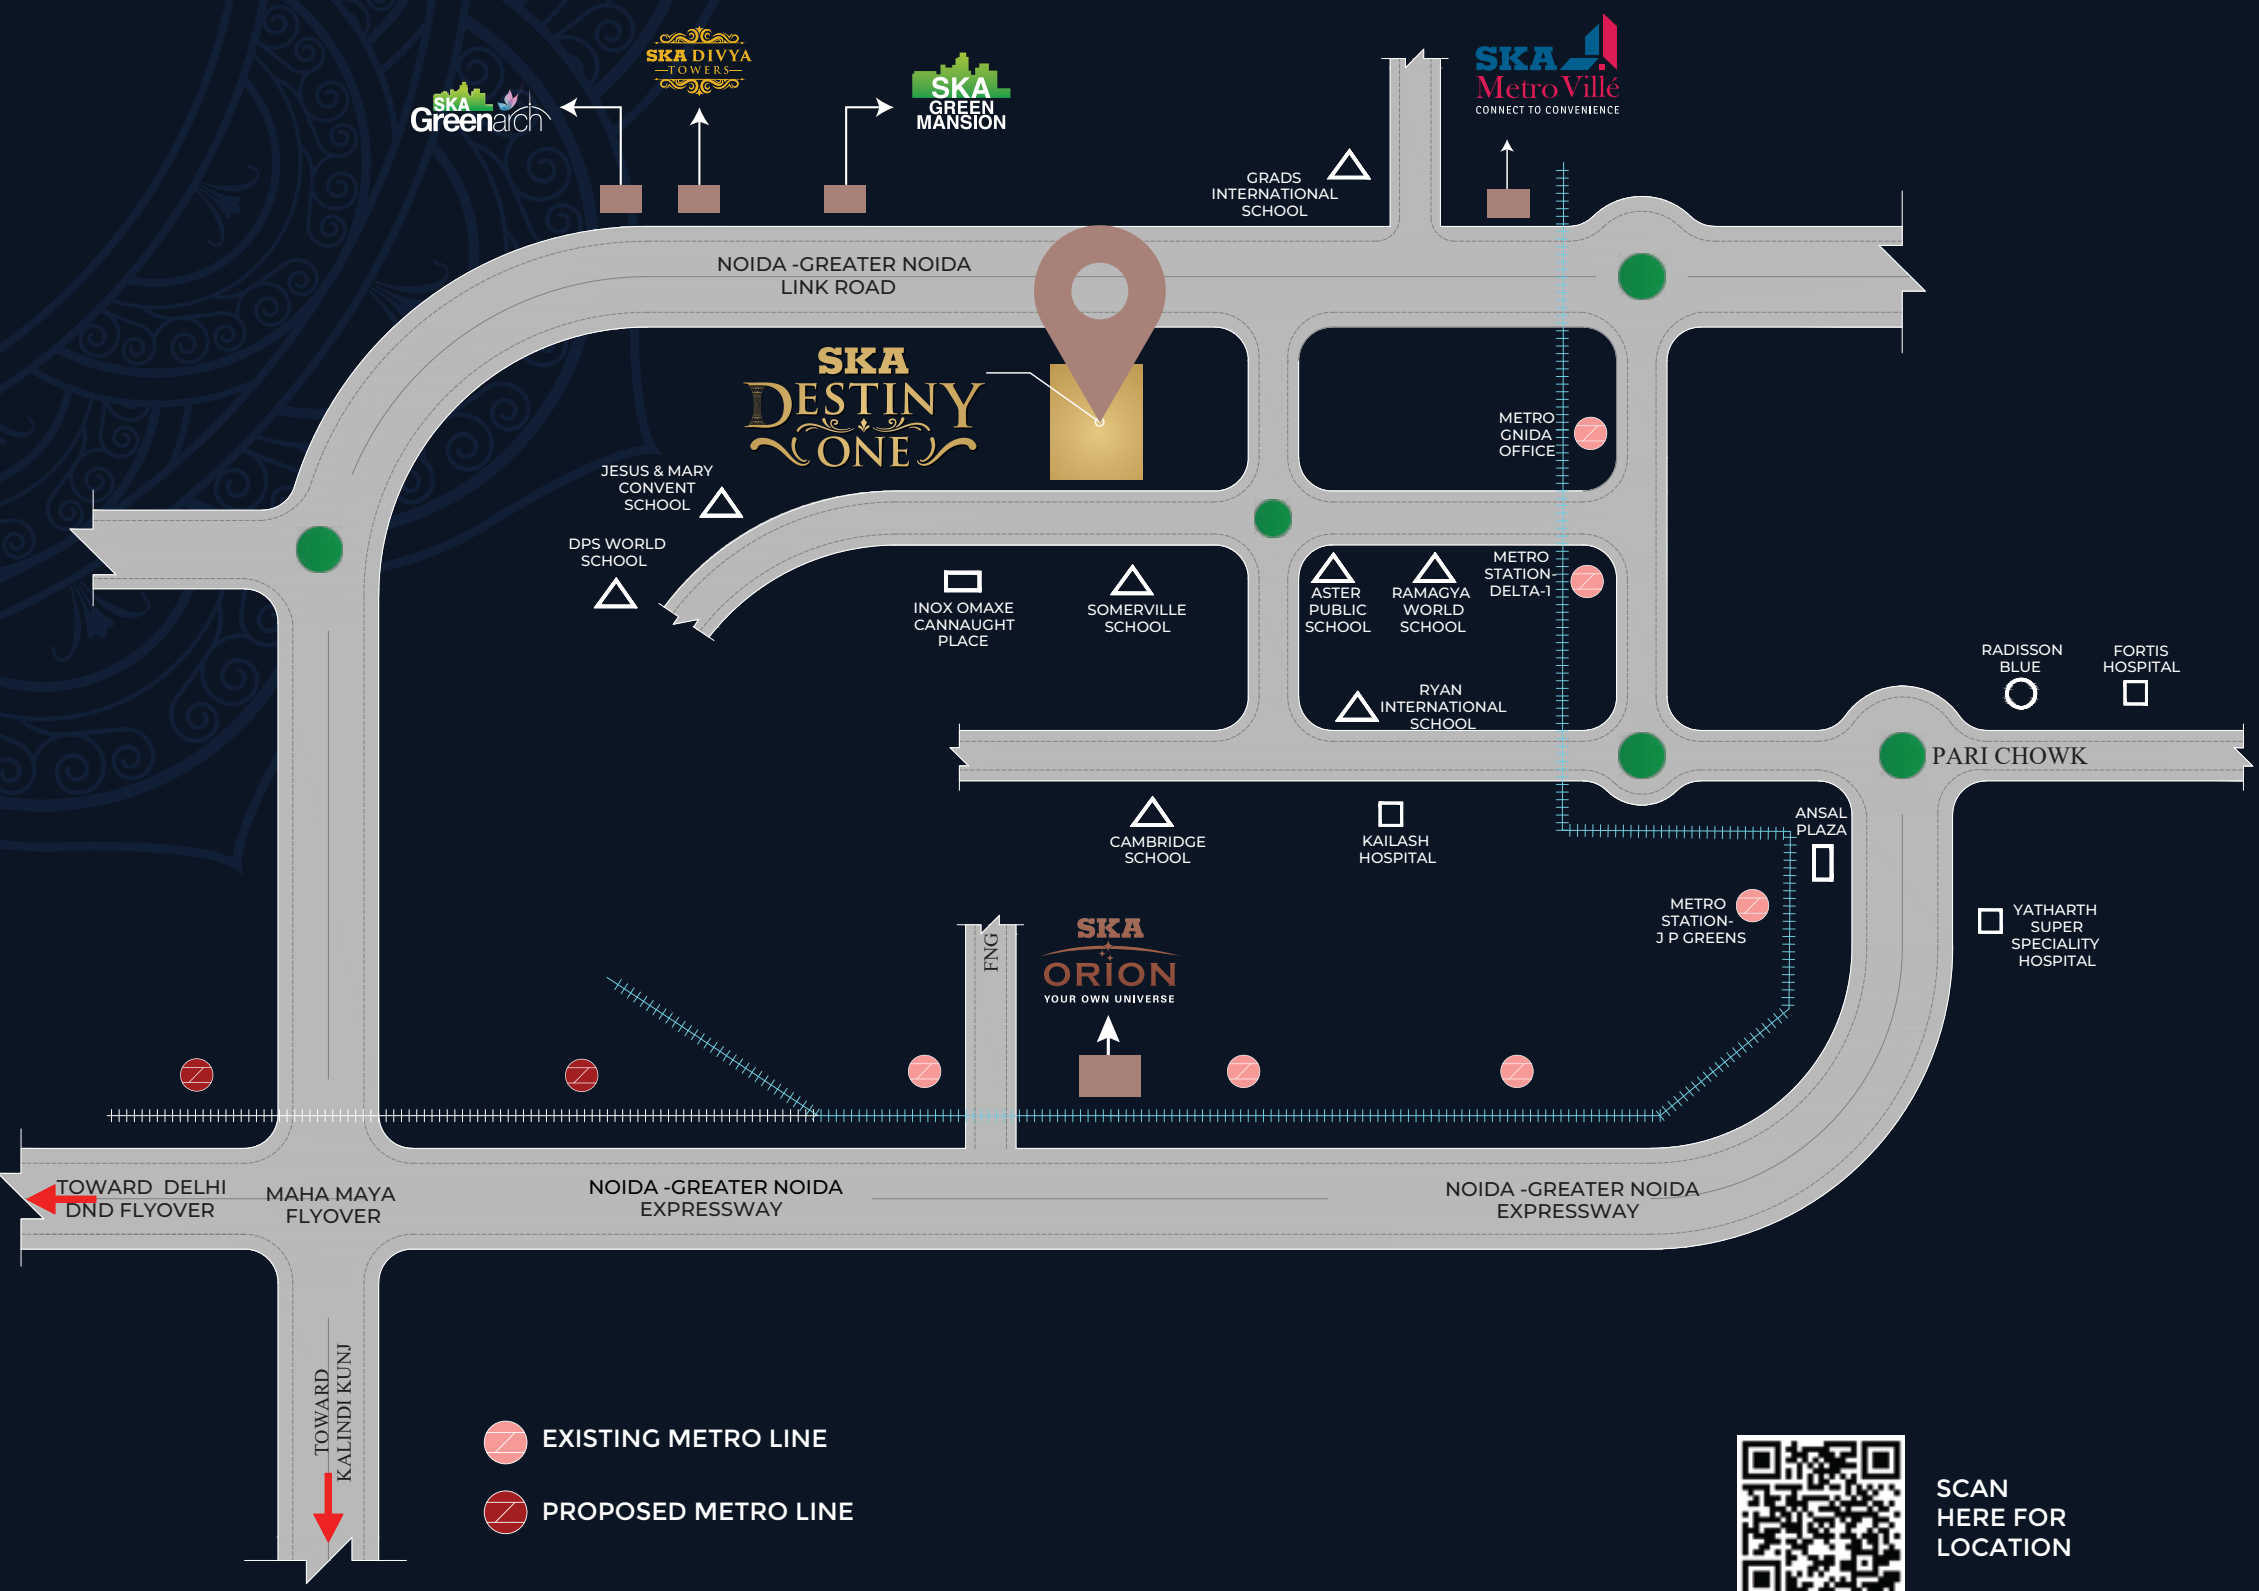 SKA DIVYA
TOWERS
SKA
Greenarch
SKA
GREEN
MANSION
SKA
Metro Villé
CONNECT TO CONVENIENCE
GRADS
INTERNATIONAL
SCHOOL
NOIDA -GREATER NOIDA
LINK ROAD
SKA
DESTINY
ONE
METRO
GNIDA
OFFICE
JESUS & MARY
CONVENT
SCHOOL
DPS WORLD
SCHOOL
INOX OMAXE
CANNAUGHT
PLACE
SOMERVILLE
SCHOOL
ASTER
PUBLIC
SCHOOL
RAMAGYA
WORLD
SCHOOL
METRO
STATION-
DELTA-1
RYAN
INTERNATIONAL
SCHOOL
RADISSON
BLUE
FORTIS
HOSPITAL
PARI CHOWK
CAMBRIDGE
SCHOOL
KAILASH
HOSPITAL
ANSAL
PLAZA
METRO
STATION-
J P GREENS
YATHARTH
SUPER
SPECIALITY
HOSPITAL
FNG
SKA
ORION
YOUR OWN UNIVERSE
TOWARD DELHI
DND FLYOVER
MAHA MAYA
FLYOVER
NOIDA -GREATER NOIDA
EXPRESSWAY
NOIDA -GREATER NOIDA
EXPRESSWAY
TOWARD
KALINDI KUNJ
EXISTING METRO LINE
PROPOSED METRO LINE
SCAN
HERE FOR
LOCATION